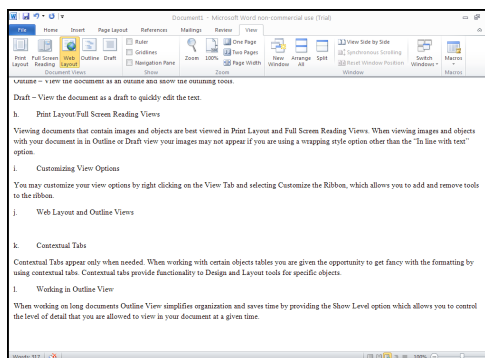 Document1 - Microsoft Word non-commercial use (Trial)
File Home Insert Page Layout References Mailings Review View
Print Layout Full Screen Reading Web Layout Outline Draft
Ruler
Gridlines
Navigation Pane
Zoom 100%
One Page
Two Pages
Page Width
New Window Arrange All Split
View Side by Side
Synchronous Scrolling
Reset Window Position
Switch Windows Macros
Document Views Show Zoom Window Macros
Outline – View the document as an outline and show the outlining tools.
Draft – View the document as a draft to quickly edit the text.
h. Print Layout/Full Screen Reading Views
Viewing documents that contain images and objects are best viewed in Print Layout and Full Screen Reading Views. When viewing images and objects
with your document in in Outline or Draft view your images may not appear if you are using a wrapping style option other than the "In line with text"
option.
i. Customizing View Options
You may customize your view options by right clicking on the View Tab and selecting Customize the Ribbon, which allows you to add and remove tools
to the ribbon.
j. Web Layout and Outline Views
k. Contextual Tabs
Contextual Tabs appear only when needed. When working with certain objects tables you are given the opportunity to get fancy with the formatting by
using contextual tabs. Contextual tabs provide functionality to Design and Layout tools for specific objects.
l. Working in Outline View
When working on long documents Outline View simplifies organization and saves time by providing the Show Level option which allows you to control
the level of detail that you are allowed to view in your document at a given time.
Words: 317 100%